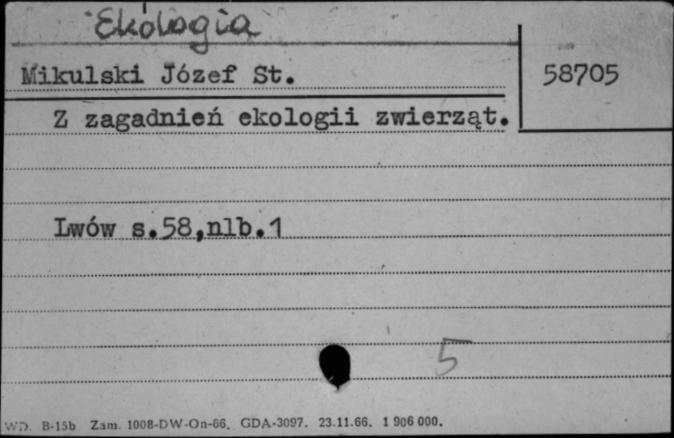 Ekologia
Mikulski Józef St.
58705
Z zagadnień ekologii zwierząt.
Lwów s.58,nlb.1
5
WD. B-15b Zam. 1008-DW-On-66. GDA-3097. 23.11.66. 1 906 000.